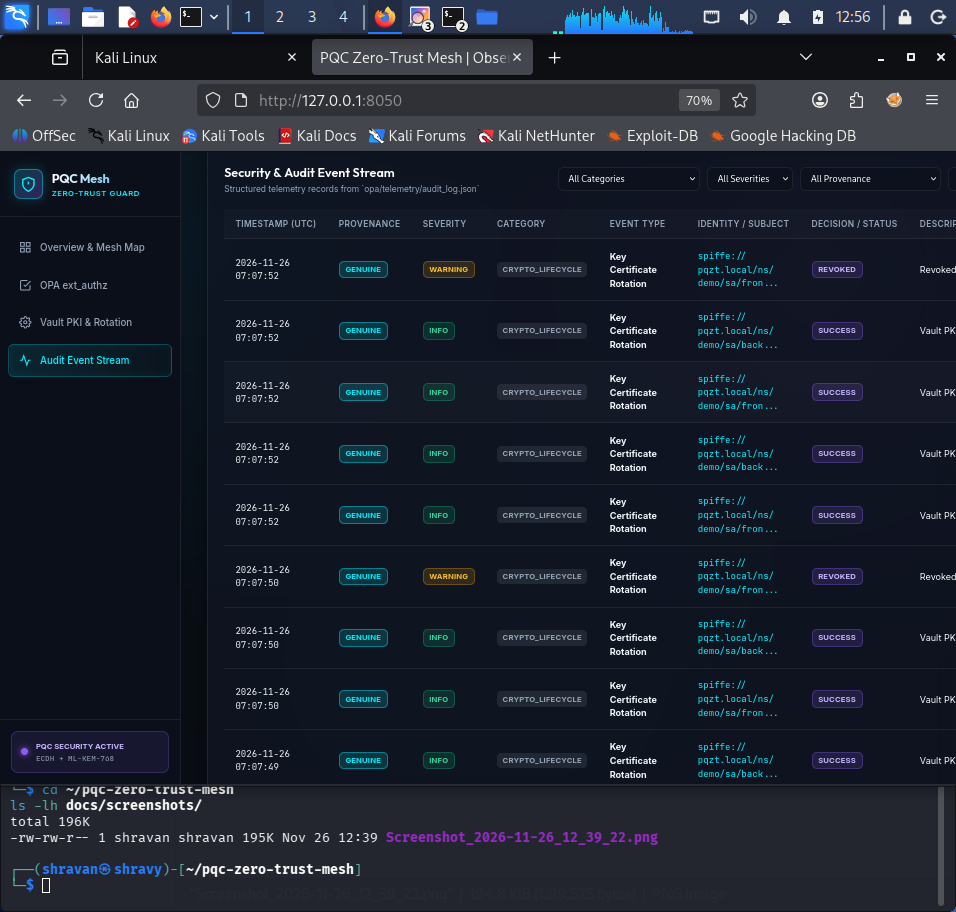 1 2 3 4 3 2 12:56
Kali Linux
PQC Zero-Trust Mesh | Obse
http://127.0.0.1:8050 70%
OffSec Kali Linux Kali Tools Kali Docs Kali Forums Kali NetHunter Exploit-DB Google Hacking DB
PQC Mesh
ZERO-TRUST GUARD
Overview & Mesh Map
OPA ext_authz
Vault PKI & Rotation
Audit Event Stream
PQC SECURITY ACTIVE
ECDH + ML-KEM-768
Security & Audit Event Stream
Structured telemetry records from `opa/telemetry/audit_log.json`
All Categories All Severities All Provenance
TIMESTAMP (UTC) PROVENANCE SEVERITY CATEGORY EVENT TYPE IDENTITY / SUBJECT DECISION / STATUS DESCRIP
2026-11-26
07:07:52
GENUINE
WARNING
CRYPTO_LIFECYCLE
Key
Certificate
Rotation
spiffe://
pqzt.local/ns/
demo/sa/fron...
REVOKED
Revoked
2026-11-26
07:07:52
GENUINE
INFO
CRYPTO_LIFECYCLE
Key
Certificate
Rotation
spiffe://
pqzt.local/ns/
demo/sa/back...
SUCCESS
Vault PK
2026-11-26
07:07:52
GENUINE
INFO
CRYPTO_LIFECYCLE
Key
Certificate
Rotation
spiffe://
pqzt.local/ns/
demo/sa/fron...
SUCCESS
Vault PK
2026-11-26
07:07:52
GENUINE
INFO
CRYPTO_LIFECYCLE
Key
Certificate
Rotation
spiffe://
pqzt.local/ns/
demo/sa/back...
SUCCESS
Vault PK
2026-11-26
07:07:52
GENUINE
INFO
CRYPTO_LIFECYCLE
Key
Certificate
Rotation
spiffe://
pqzt.local/ns/
demo/sa/fron...
SUCCESS
Vault PK
2026-11-26
07:07:50
GENUINE
WARNING
CRYPTO_LIFECYCLE
Key
Certificate
Rotation
spiffe://
pqzt.local/ns/
demo/sa/fron...
REVOKED
Revoked
2026-11-26
07:07:50
GENUINE
INFO
CRYPTO_LIFECYCLE
Key
Certificate
Rotation
spiffe://
pqzt.local/ns/
demo/sa/back...
SUCCESS
Vault PK
2026-11-26
07:07:50
GENUINE
INFO
CRYPTO_LIFECYCLE
Key
Certificate
Rotation
spiffe://
pqzt.local/ns/
demo/sa/fron...
SUCCESS
Vault PK
2026-11-26
07:07:49
GENUINE
INFO
CRYPTO_LIFECYCLE
Key
Certificate
Rotation
spiffe://
pqzt.local/ns/
demo/sa/back...
SUCCESS
Vault PK
└─$ cd ~/pqc-zero-trust-mesh
ls -lh docs/screenshots/
total 196K
-rw-rw-r-- 1 shravan shravan 195K Nov 26 12:39 Screenshot_2026-11-26_12_39_22.png
┌──(shravan㉿shravy)-[~/pqc-zero-trust-mesh]
└─$